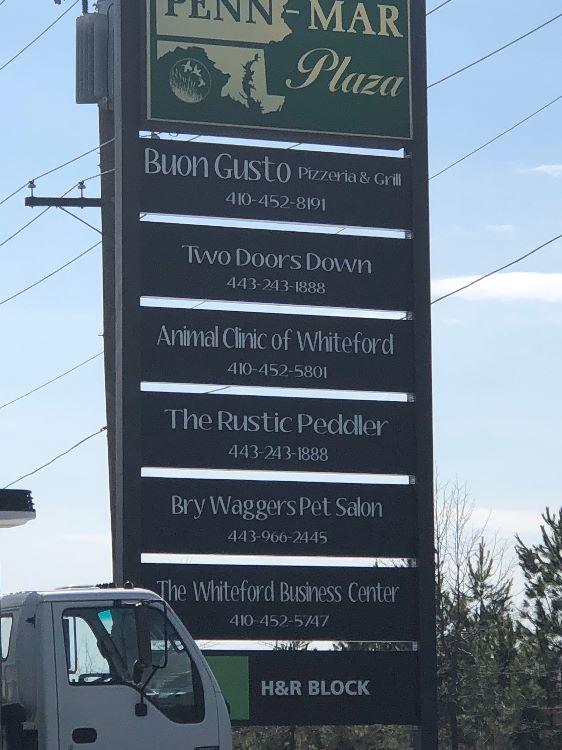 PENN-MAR
Plaza
Buon Gusto Pizzeria & Grill
410-452-8191
Two Doors Down
443-243-1888
Animal Clinic of Whiteford
410-452-5801
The Rustic Peddler
443-243-1888
Bry Waggers Pet Salon
443-966-2445
The Whiteford Business Center
410-452-5747
H&R BLOCK